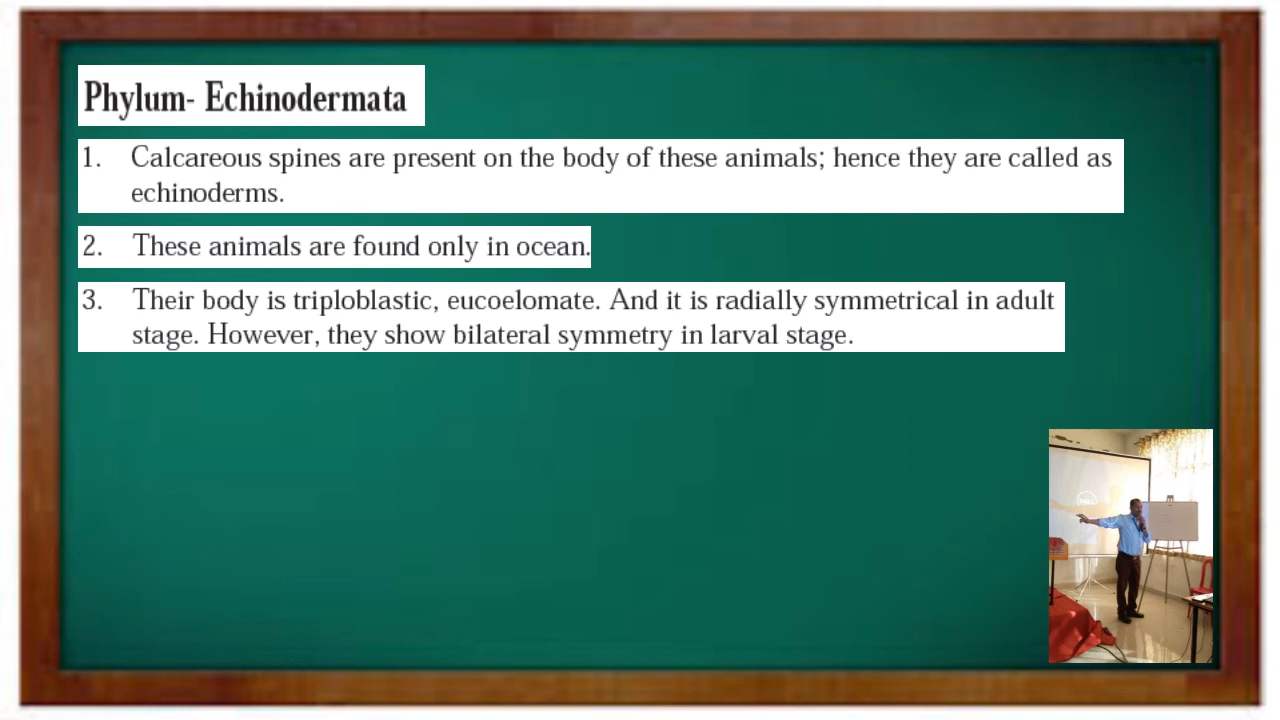 Phylum- Echinodermata
1. Calcareous spines are present on the body of these animals; hence they are called as
echinoderms.
2. These animals are found only in ocean.
3. Their body is triploblastic, eucoelomate. And it is radially symmetrical in adult
stage. However, they show bilateral symmetry in larval stage.